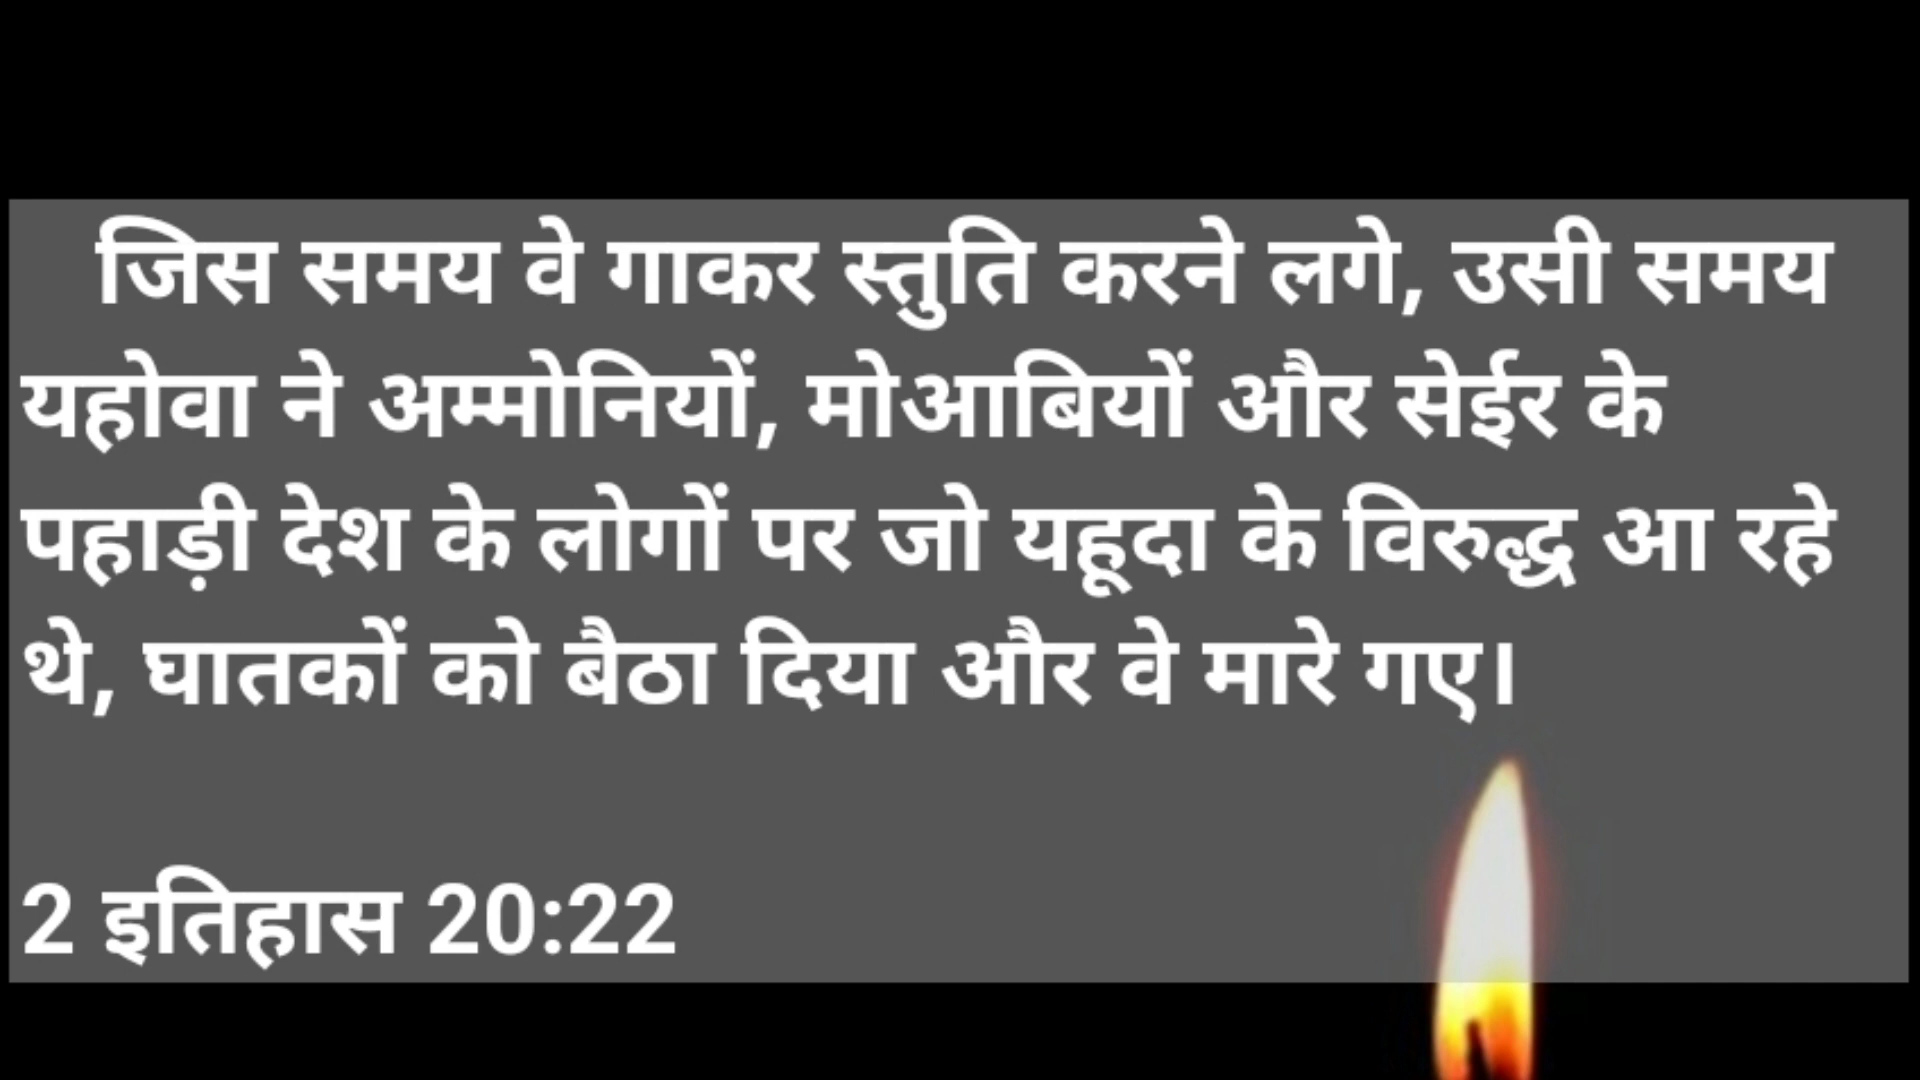 जिस समय वे गाकर स्तुति करने लगे, उसी समय
यहोवा ने अम्मोनियों, मोआबियों और सेईर के
पहाड़ी देश के लोगों पर जो यहूदा के विरुद्ध आ रहे
थे, घातकों को बैठा दिया और वे मारे गए।
2 इतिहास 20:22